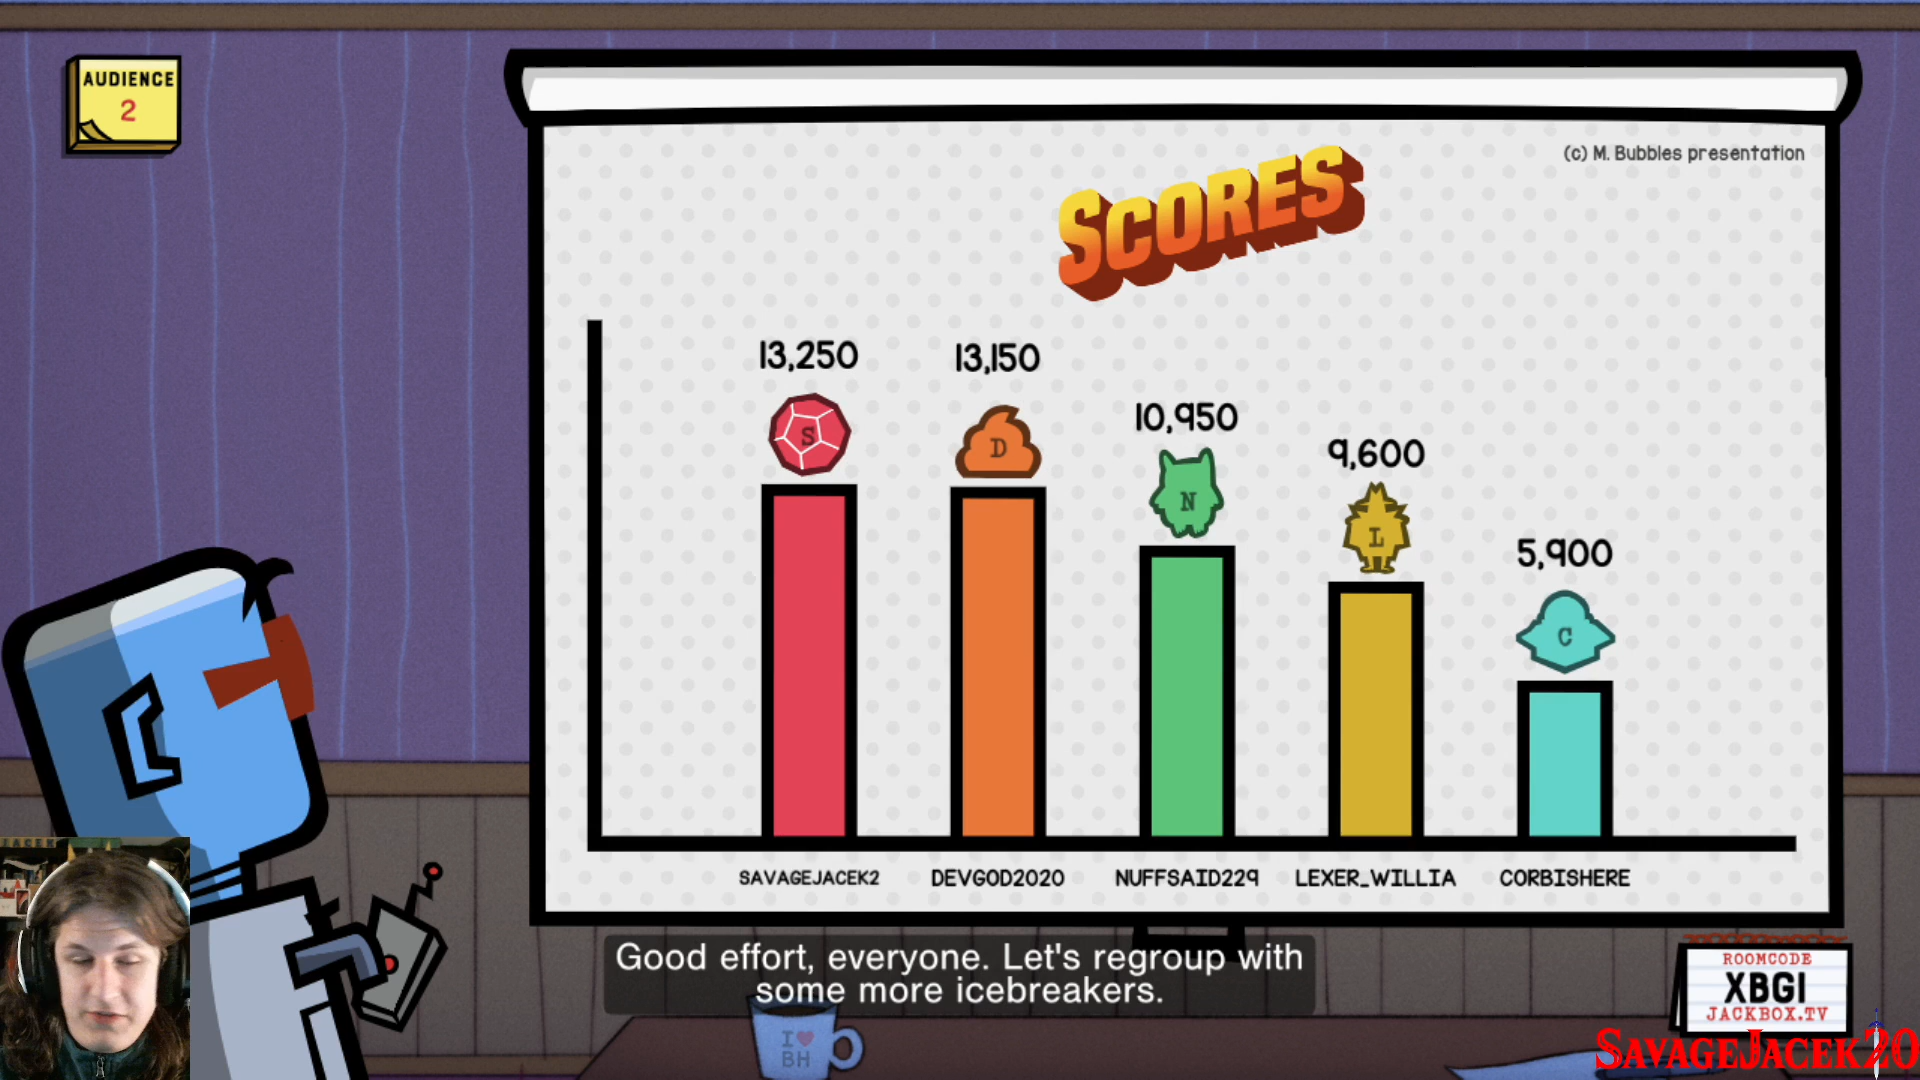 AUDIENCE
2
(c) M. Bubbles presentation
SCORES
13,250
13,150
10,950
9,600
5,900
S
D
N
L
C
SAVAGEJACEK2
DEVGOD2020
NUFFSAID229
LEXER_WILLIA
CORBISHERE
Good effort, everyone. Let's regroup with
some more icebreakers.
I ♥
BH
ROOMCODE
XBGI
JACKBOX.TV
SAVAGEJACEK20
JACEK